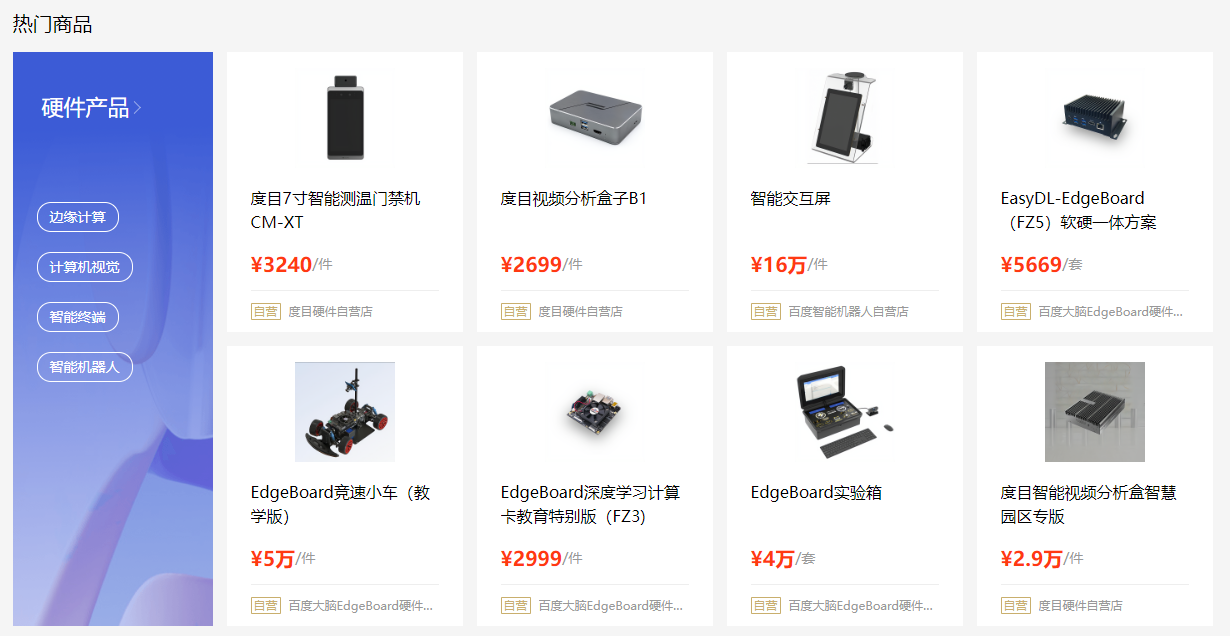 热门商品
硬件产品
边缘计算
计算机视觉
智能终端
智能机器人
度目7寸智能测温门禁机
CM-XT
¥3240/件
自营 度目硬件自营店
度目视频分析盒子B1
¥2699/件
自营 度目硬件自营店
智能交互屏
¥16万/件
自营 百度智能机器人自营店
EasyDL-EdgeBoard
（FZ5）软硬一体方案
¥5669/套
自营 百度大脑EdgeBoard硬件...
EdgeBoard竞速小车（教
学版）
¥5万/件
自营 百度大脑EdgeBoard硬件...
EdgeBoard深度学习计算
卡教育特别版（FZ3）
¥2999/件
自营 百度大脑EdgeBoard硬件...
EdgeBoard实验箱
¥4万/套
自营 百度大脑EdgeBoard硬件...
度目智能视频分析盒智慧
园区专版
¥2.9万/件
自营 度目硬件自营店